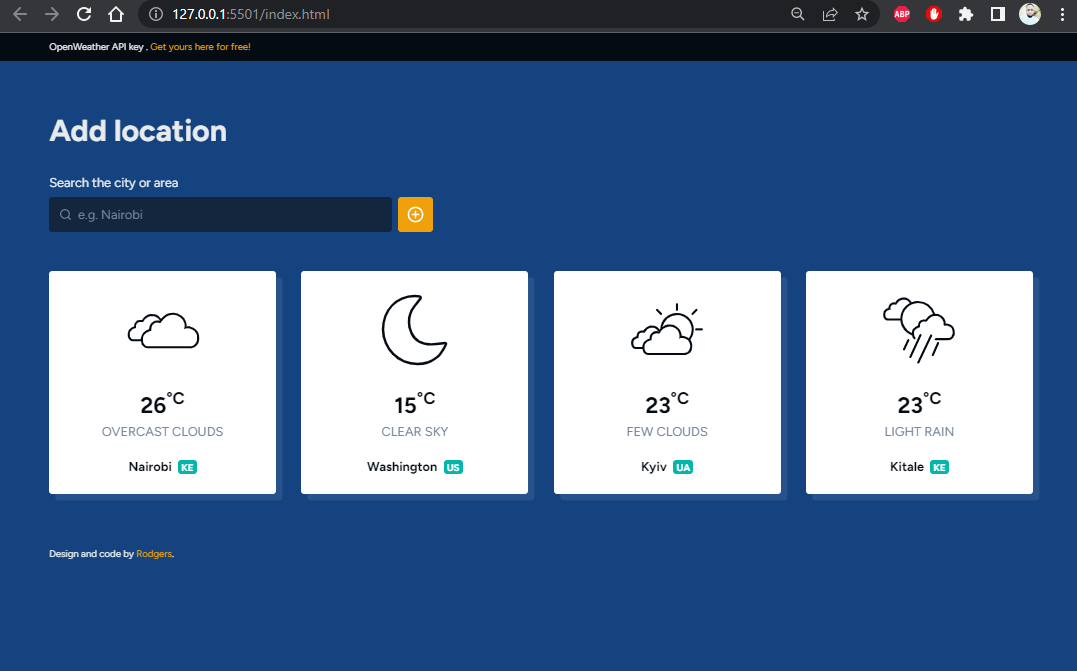 127.0.0.1:5501/index.html
ABP
OpenWeather API key . Get yours here for free!
Add location
Search the city or area
e.g. Nairobi
26°C
OVERCAST CLOUDS
Nairobi KE
15°C
CLEAR SKY
Washington US
23°C
FEW CLOUDS
Kyiv UA
23°C
LIGHT RAIN
Kitale KE
Design and code by Rodgers.